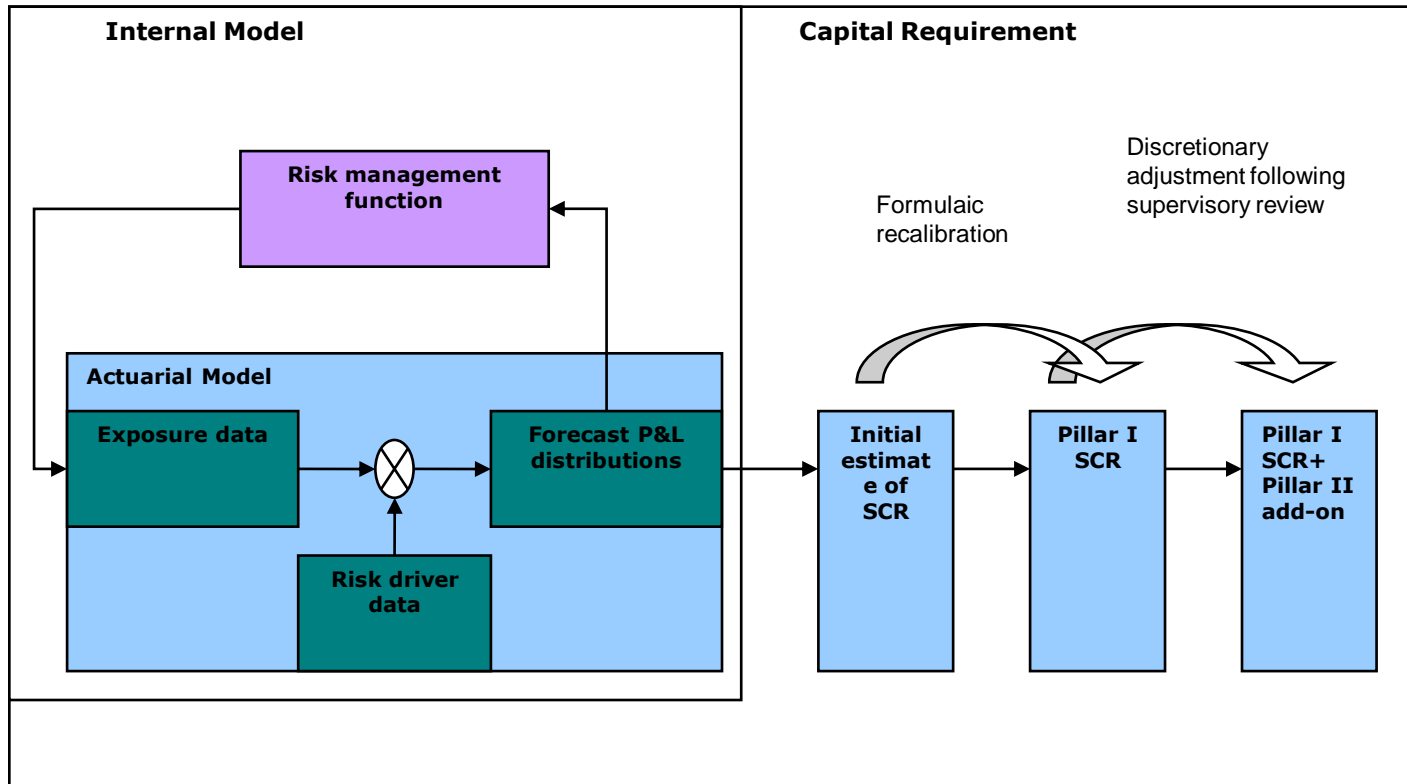 Internal Model
Capital Requirement
Risk management
function
Formulaic
recalibration
Discretionary
adjustment following
supervisory review
Actuarial Model
Exposure data
Forecast P&L
distributions
Risk driver
data
Initial
estimat
e of
SCR
Pillar I
SCR
Pillar I
SCR+
Pillar II
add-on